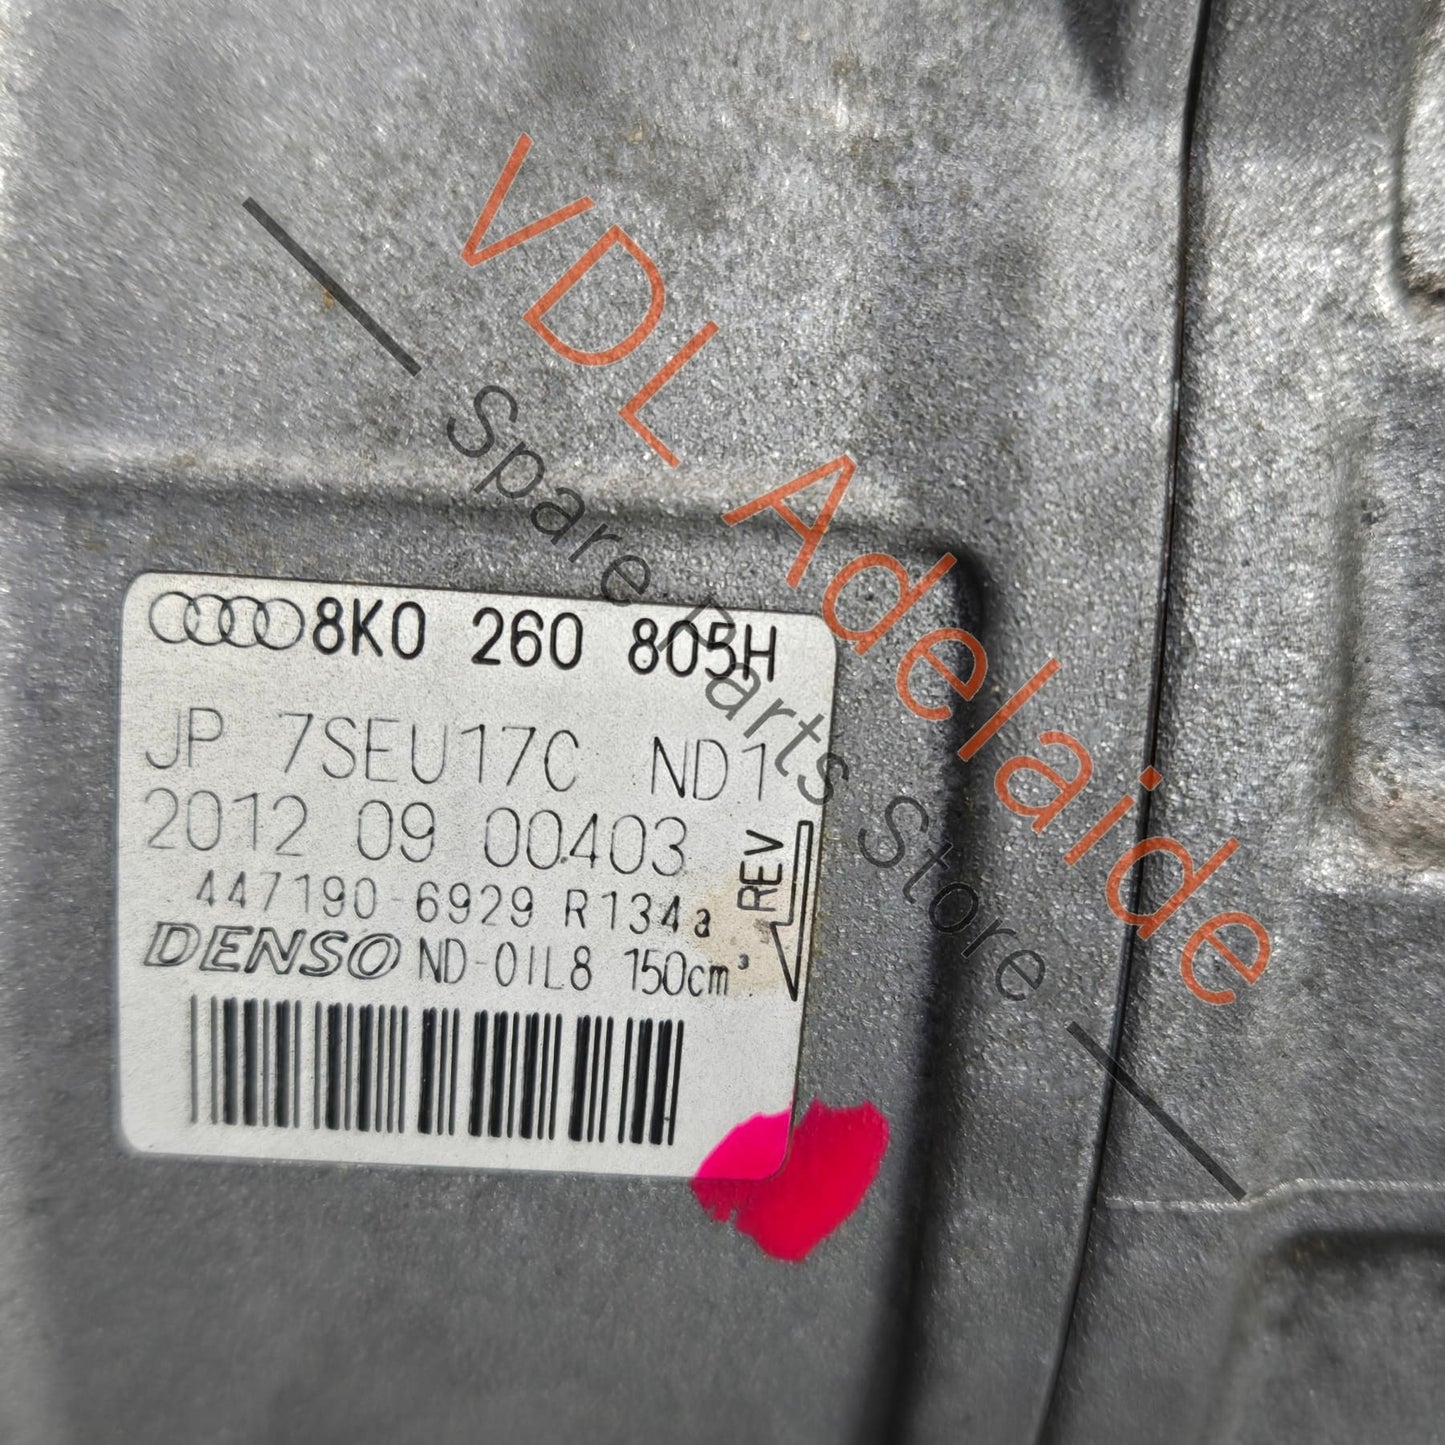 VDL Adelaide
Spare Parts Store
8K0 260 805H
JP 7SEU17C ND1
2012 09 00403
447190-6929 R134a
DENSO ND-OIL8 150cm³
REV